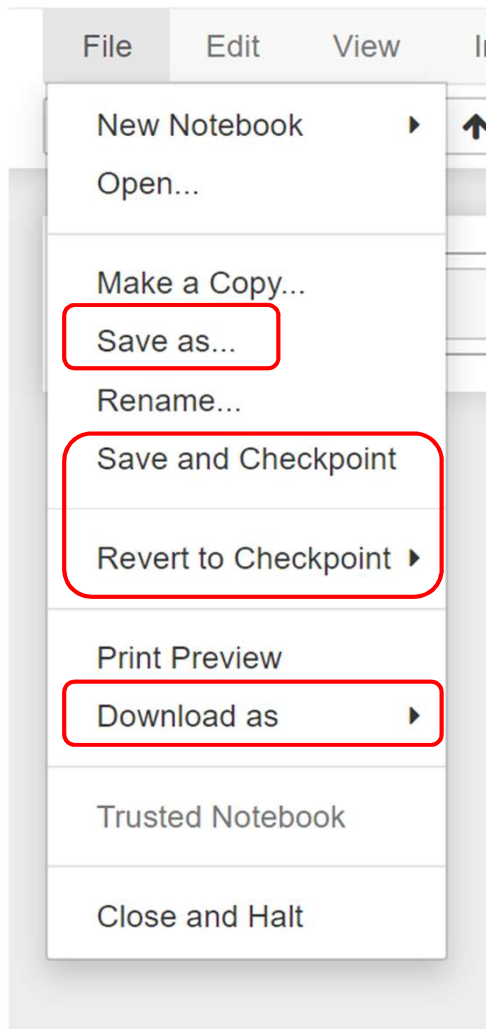 File Edit View
New Notebook
Open...
Make a Copy...
Save as...
Rename...
Save and Checkpoint
Revert to Checkpoint
Print Preview
Download as
Trusted Notebook
Close and Halt